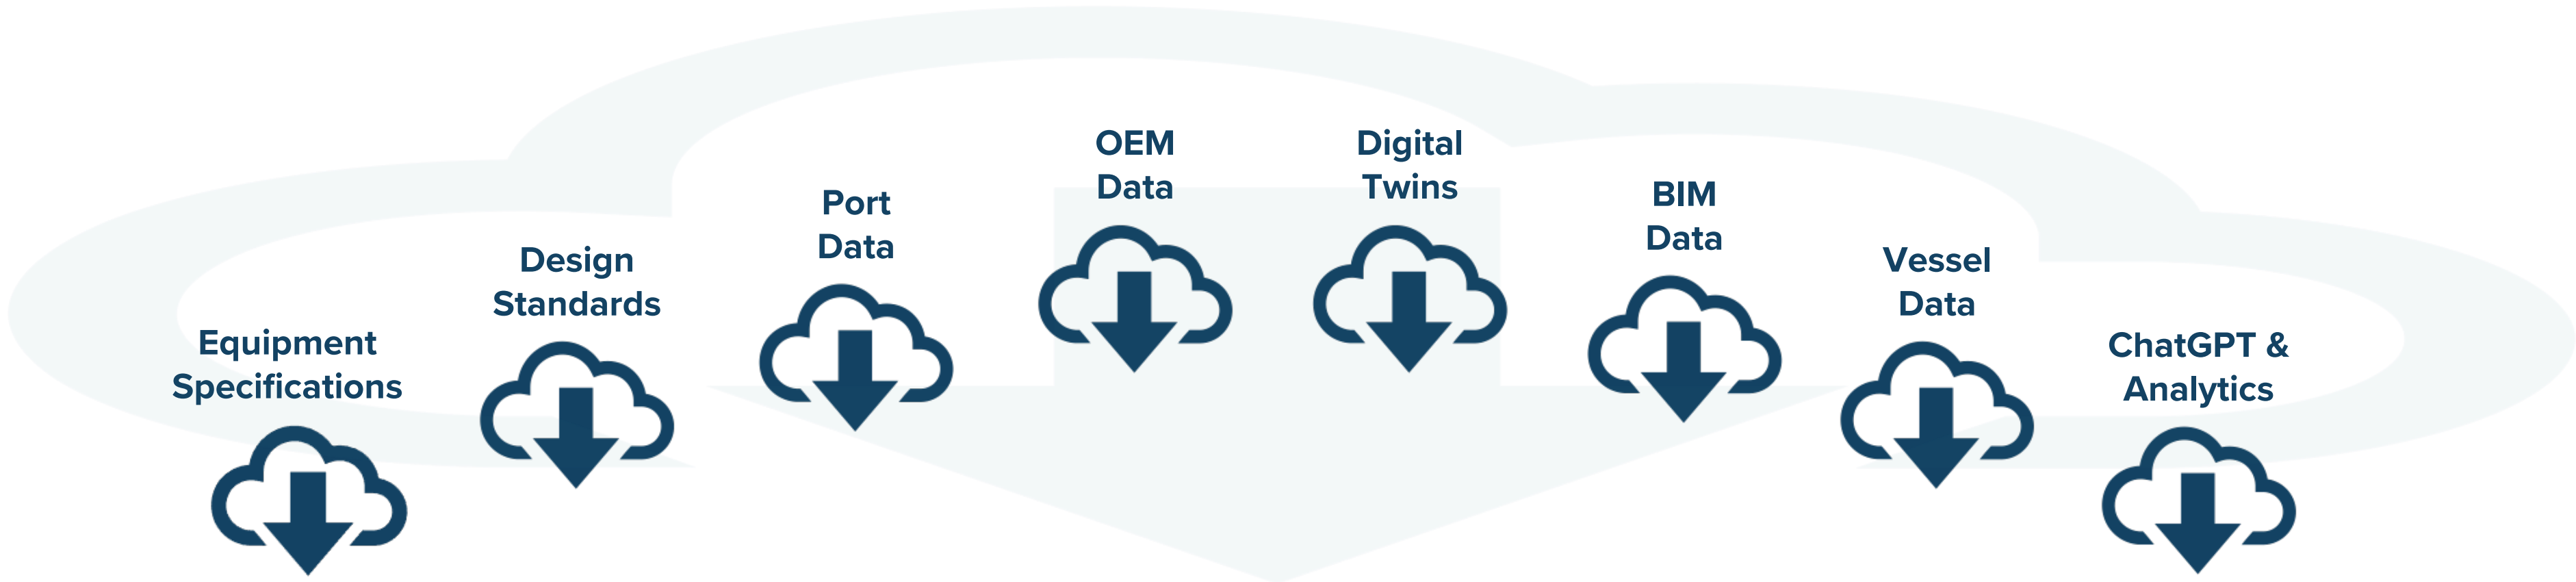 Equipment
Specifications
Design
Standards
Port
Data
OEM
Data
Digital
Twins
BIM
Data
Vessel
Data
ChatGPT &
Analytics